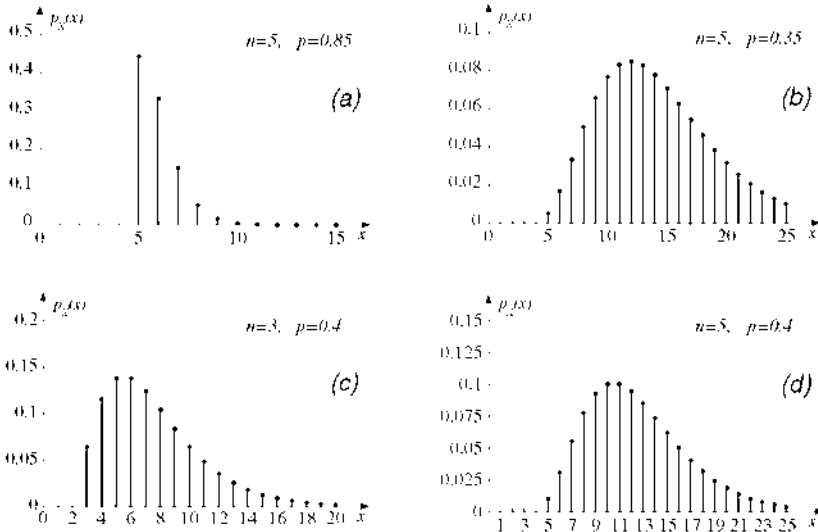 0.5 p_X(x)
n=5, p=0.85
0.4
(a)
0.3
0.2
0.1
0
0 5 10 15 x
0.1 p_X(x)
n=5, p=0.35
0.08
(b)
0.06
0.04
0.02
0
0 5 10 15 20 25 x
p_X(x)
0.2
n=3, p=0.4
0.15
(c)
0.1
0.05
0
0 2 4 6 8 10 12 14 16 18 20 x
p_X(x)
0.15
n=5, p=0.4
0.125
(d)
0.1
0.075
0.05
0.025
0
1 3 5 7 9 11 13 15 17 19 21 23 25 x